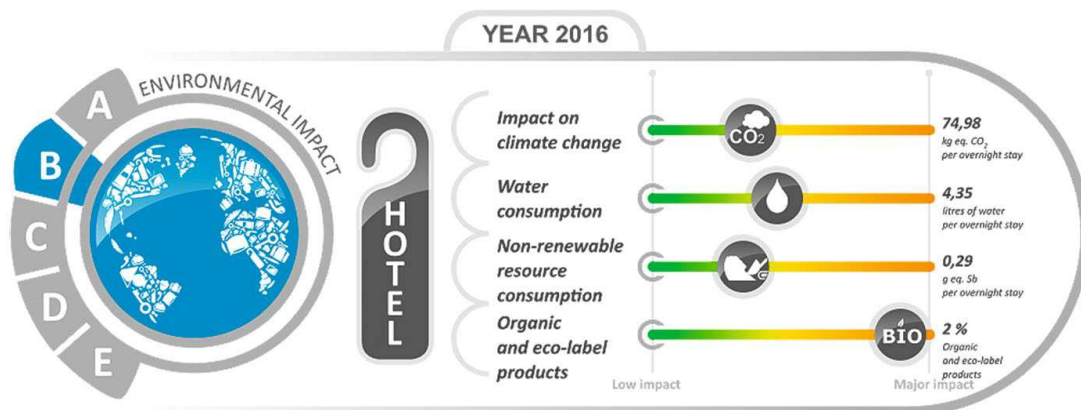 YEAR 2016
ENVIRONMENTAL IMPACT
A
B
C
D
E
HOTEL
Impact on
climate change
CO2
74,98
kg eq. CO2
per overnight stay
Water
consumption
4,35
litres of water
per overnight stay
Non-renewable
resource
consumption
0,29
g eq. Sb
per overnight stay
Organic
and eco-label
products
BIO
2 %
Organic
and eco-label
products
Low impact
Major impact